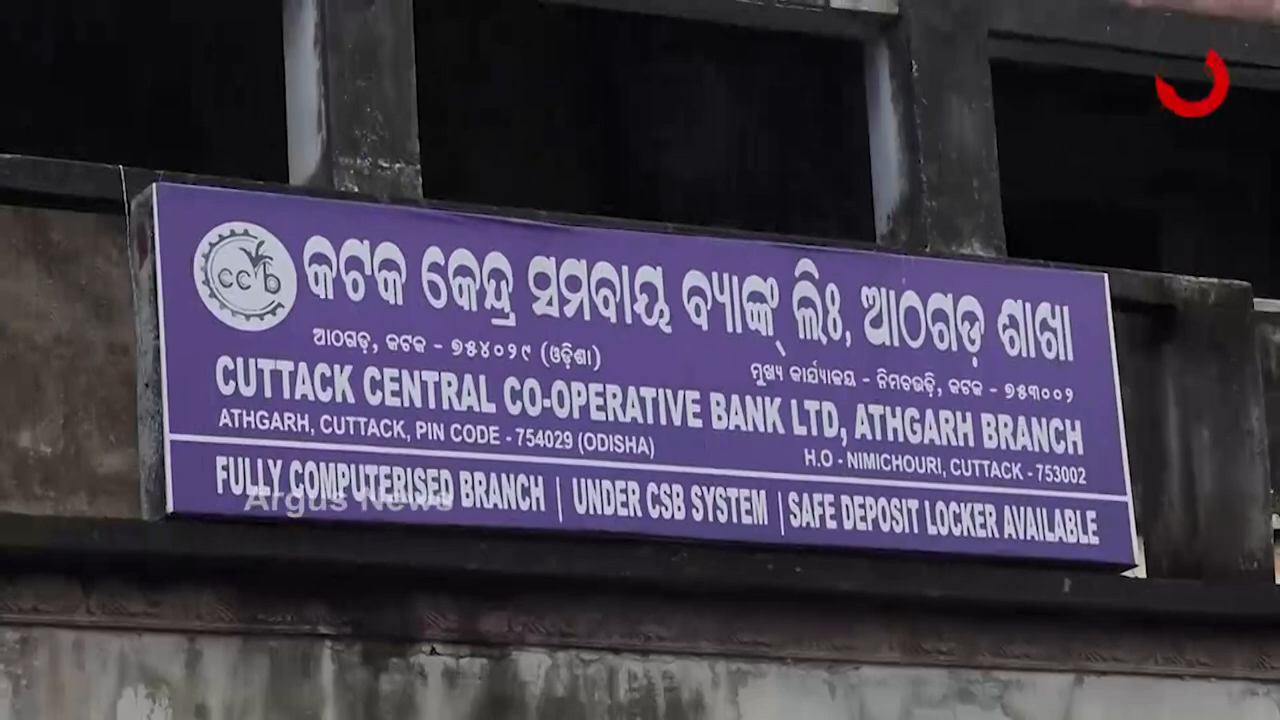 ccb
କଟକ କେନ୍ଦ୍ର ସମବାୟ ବ୍ୟାଙ୍କ୍ ଲିଃ, ଆଠଗଡ଼ ଶାଖା
ଆଠଗଡ଼, କଟକ - ୭୫୪୦୨୯ (ଓଡ଼ିଶା)
ମୁଖ୍ୟ କାର୍ଯ୍ୟାଳୟ - ନିମଚଉଡ଼ି, କଟକ - ୭୫୩୦୦୨
CUTTACK CENTRAL CO-OPERATIVE BANK LTD, ATHGARH BRANCH
ATHGARH, CUTTACK, PIN CODE - 754029 (ODISHA)
H.O - NIMICHOURI, CUTTACK - 753002
FULLY COMPUTERISED BRANCH | UNDER CSB SYSTEM | SAFE DEPOSIT LOCKER AVAILABLE
Argus News